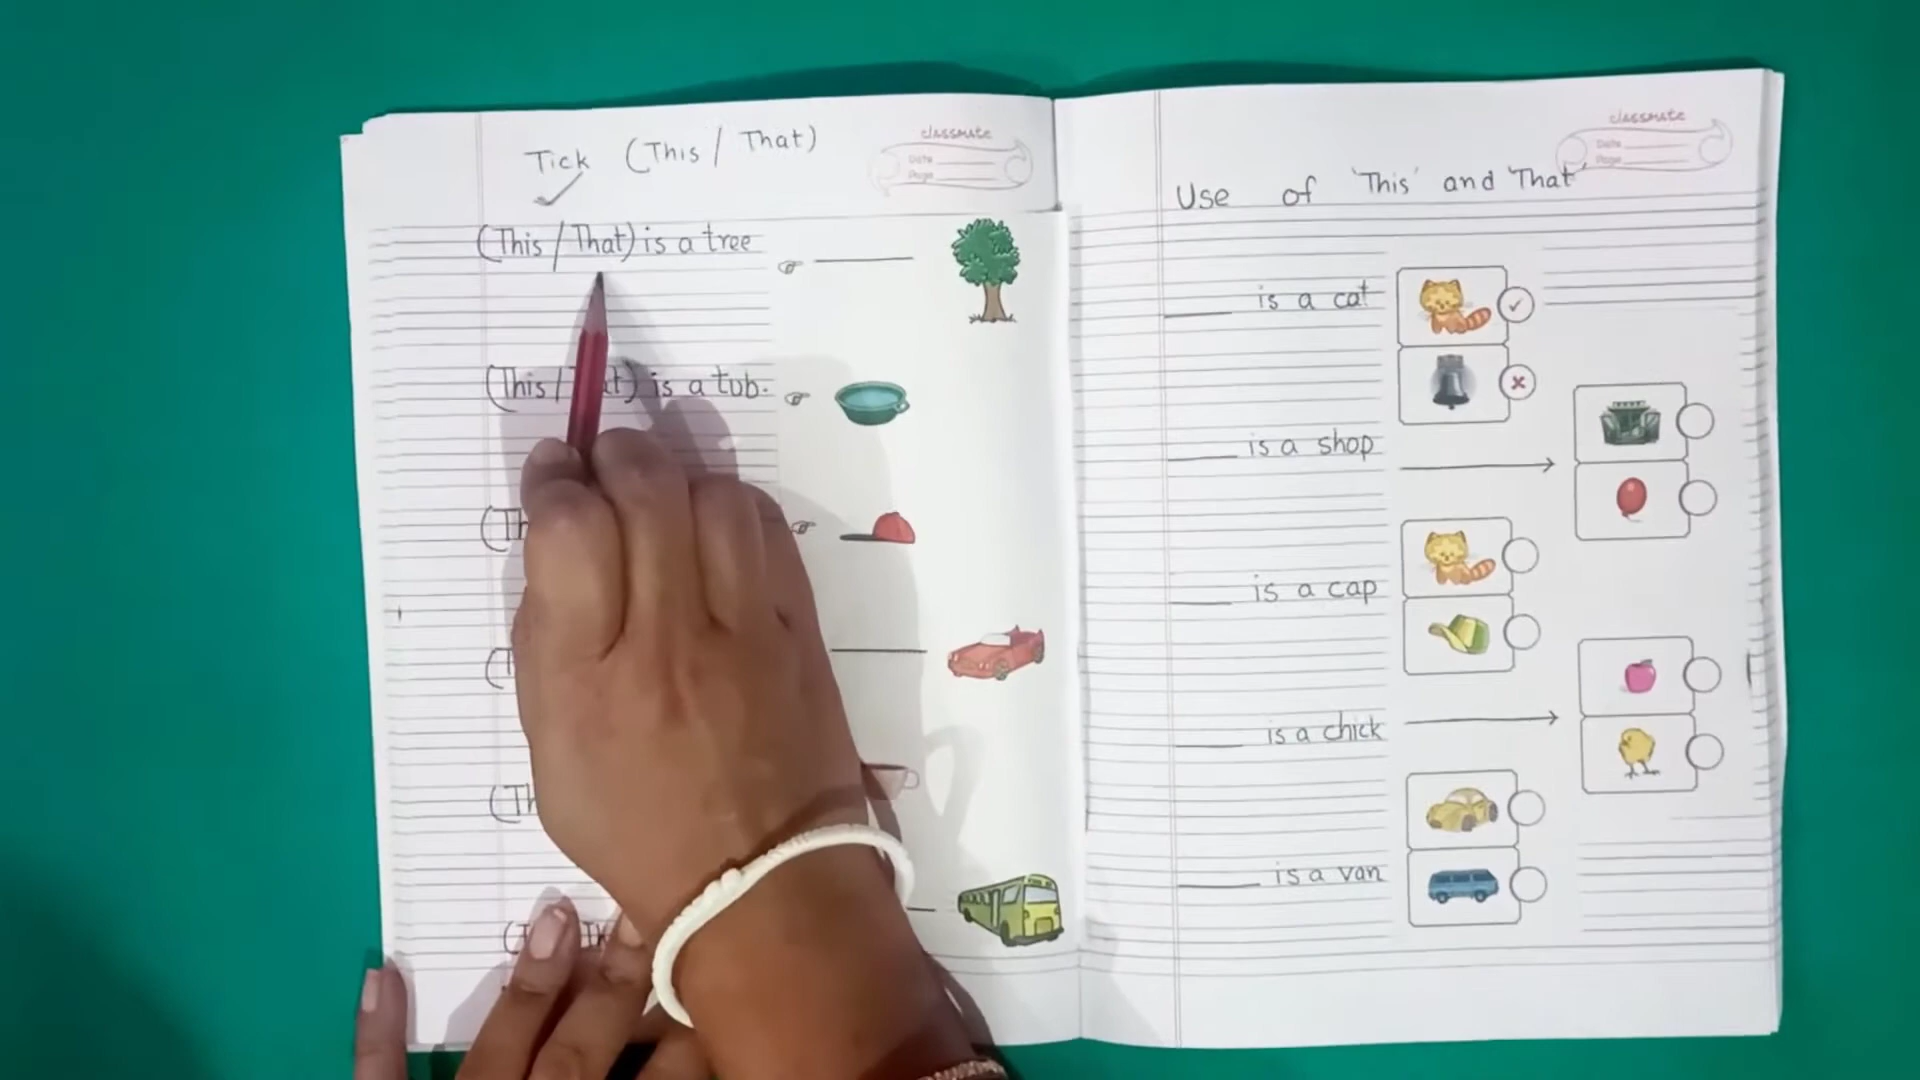 Tick (This / That)
classmate
Date
Page
(This / That) is a tree
(This / at) is a tub.
(Th
(T
(Th
classmate
Date
Page
Use of 'This' and 'That'
is a cat
is a shop
is a cap
is a chick
is a van